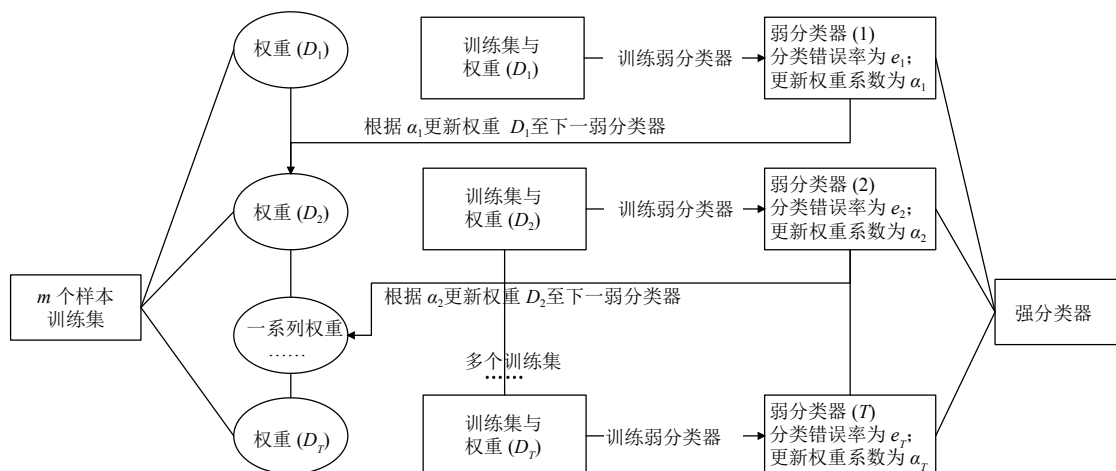 权重 (D₁)
训练集与
权重 (D₁)
训练弱分类器
弱分类器 (1)
分类错误率为 e₁；
更新权重系数为 α₁
根据 α₁更新权重 D₁至下一弱分类器
权重 (D₂)
训练集与
权重 (D₂)
训练弱分类器
弱分类器 (2)
分类错误率为 e₂；
更新权重系数为 α₂
m 个样本
训练集
根据 α₂更新权重 D₂至下一弱分类器
一系列权重
……
强分类器
多个训练集
……
权重 (D_T)
训练集与
权重 (D_T)
训练弱分类器
弱分类器 (T)
分类错误率为 e_T；
更新权重系数为 α_T